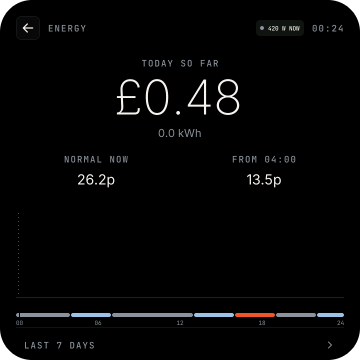 ENERGY
420 W NOW
00:24
TODAY SO FAR
£0.48
0.0 kWh
NORMAL NOW
FROM 04:00
26.2p
13.5p
00 06 12 18 24
LAST 7 DAYS